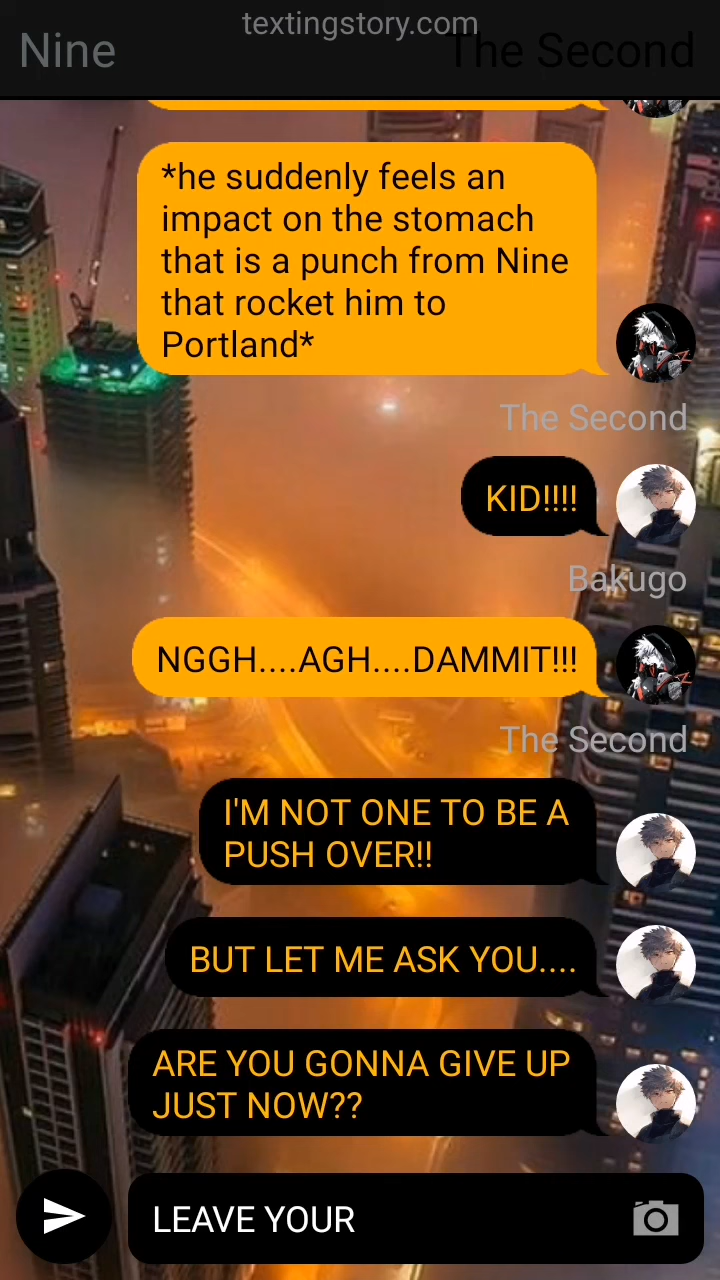 textingstory.com
Nine
The Second
*he suddenly feels an
impact on the stomach
that is a punch from Nine
that rocket him to
Portland*
The Second
KID!!!!
Bakugo
NGGH....AGH....DAMMIT!!!
The Second
I'M NOT ONE TO BE A
PUSH OVER!!
BUT LET ME ASK YOU....
ARE YOU GONNA GIVE UP
JUST NOW??
LEAVE YOUR